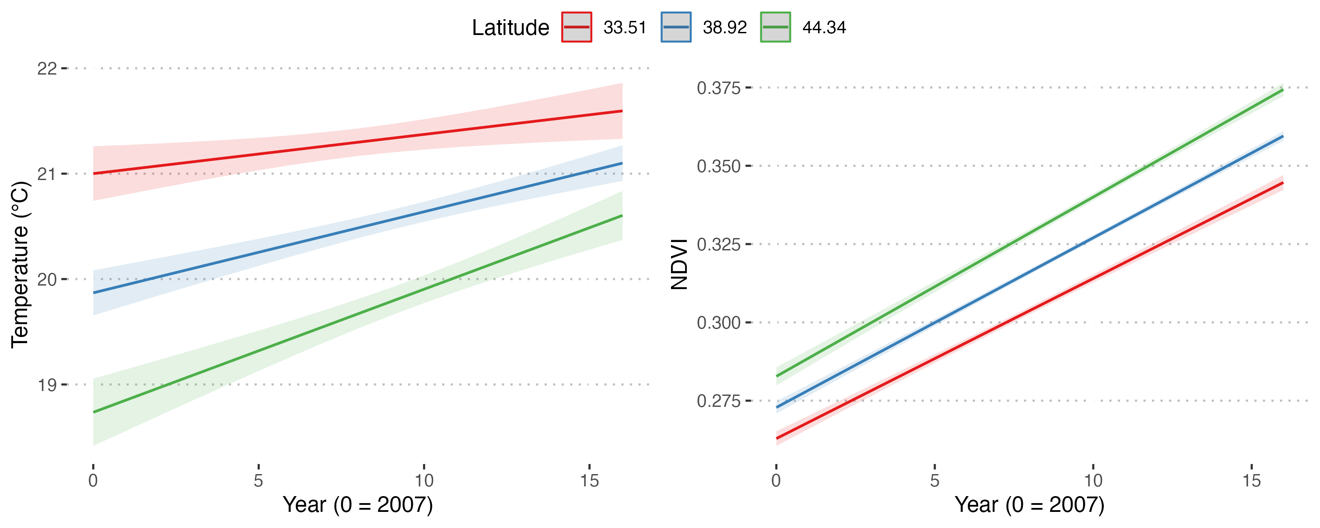 Latitude 33.51 38.92 44.34
22
21
20
19
Temperature (°C)
0 5 10 15
Year (0 = 2007)
0.375
0.350
0.325
0.300
0.275
NDVI
0 5 10 15
Year (0 = 2007)